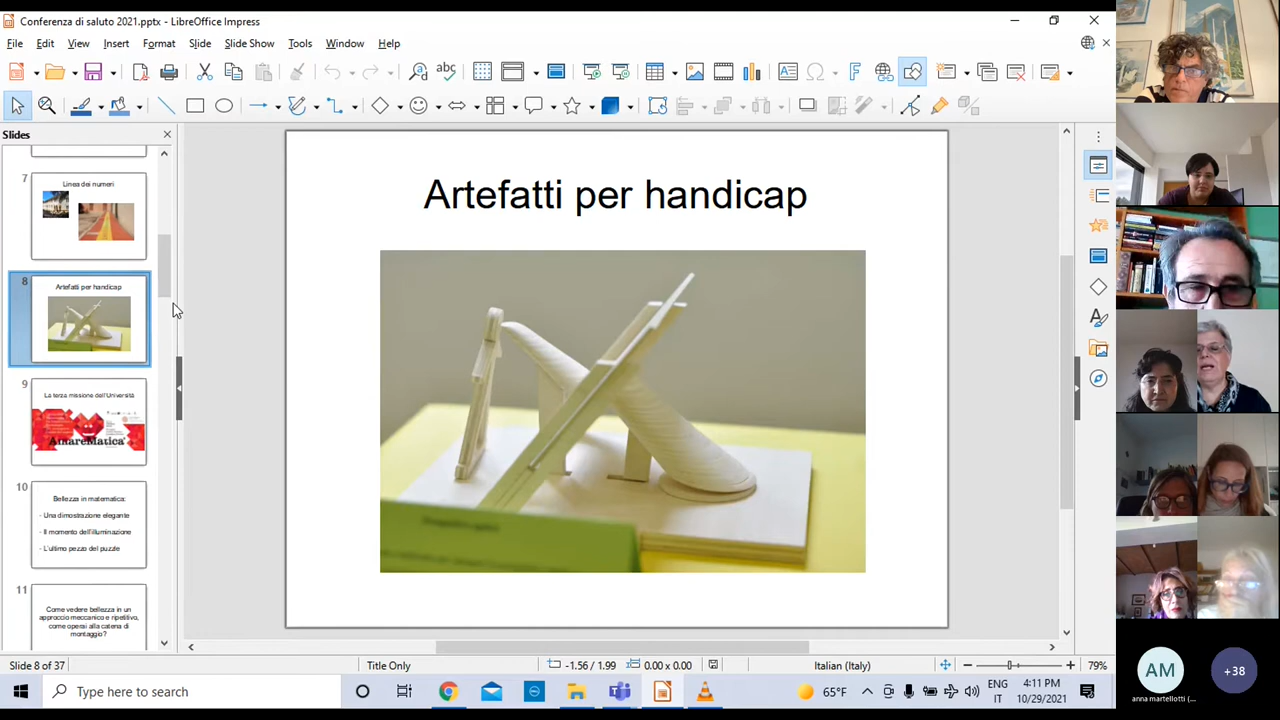 Conferenza di saluto 2021.pptx - LibreOffice Impress
File Edit View Insert Format Slide Slide Show Tools Window Help
abc
Slides
7
Linea dei numeri
8
Artefatti per handicap
9
La terza missione dell'Università
AmareMatica
10
Bellezza in matematica:
- Una dimostrazione elegante
- Il momento dell'illuminazione
- L'ultimo pezzo del puzzle
11
Come vedere bellezza in un
approccio meccanico e ripetitivo,
come operai alla catena di
montaggio?
Artefatti per handicap
Slide 8 of 37
Title Only
-1.56 / 1.99
0.00 x 0.00
Italian (Italy)
79%
Type here to search
65°F
ENG
IT
4:11 PM
10/29/2021
AM
anna martellotti (...
+38